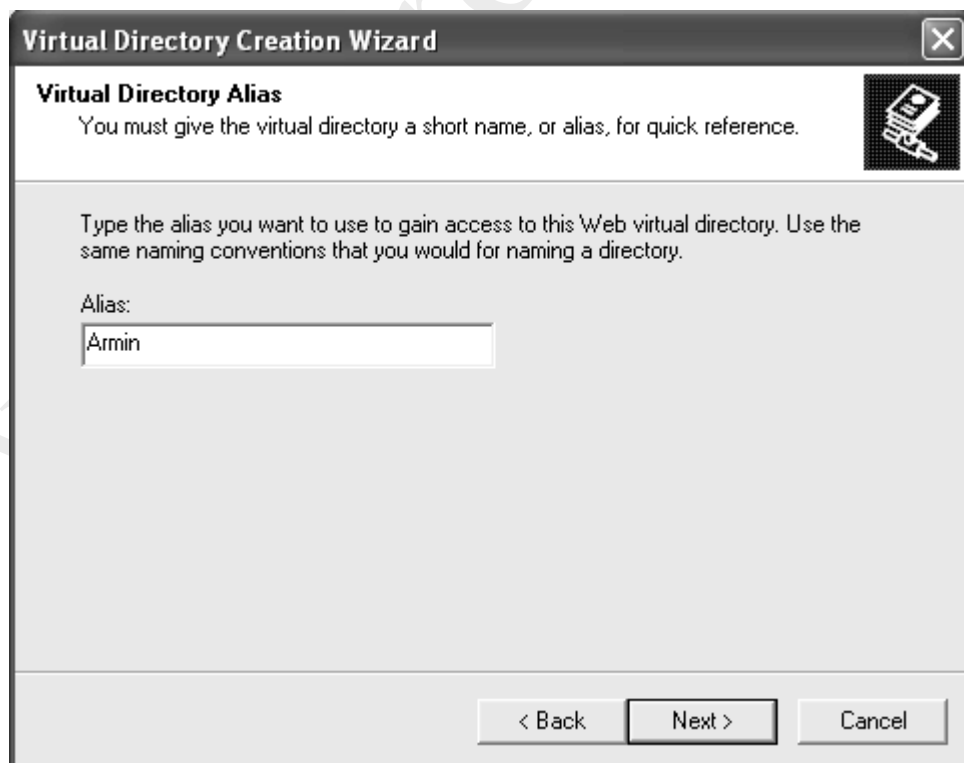 Virtual Directory Creation Wizard
Virtual Directory Alias
You must give the virtual directory a short name, or alias, for quick reference.
Type the alias you want to use to gain access to this Web virtual directory. Use the
same naming conventions that you would for naming a directory.
Alias:
Armin
< Back Next > Cancel